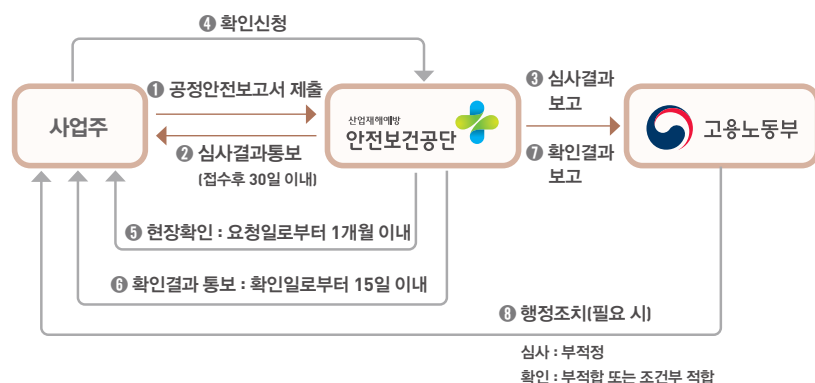 ❹ 확인신청
❶ 공정안전보고서 제출
❸ 심사결과
보고
사업주
산업재해예방
안전보건공단
고용노동부
❷ 심사결과통보
(접수후 30일 이내)
❼ 확인결과
보고
❺ 현장확인 : 요청일로부터 1개월 이내
❻ 확인결과 통보 : 확인일로부터 15일 이내
❽ 행정조치(필요 시)
심사 : 부적정
확인 : 부적합 또는 조건부 적합